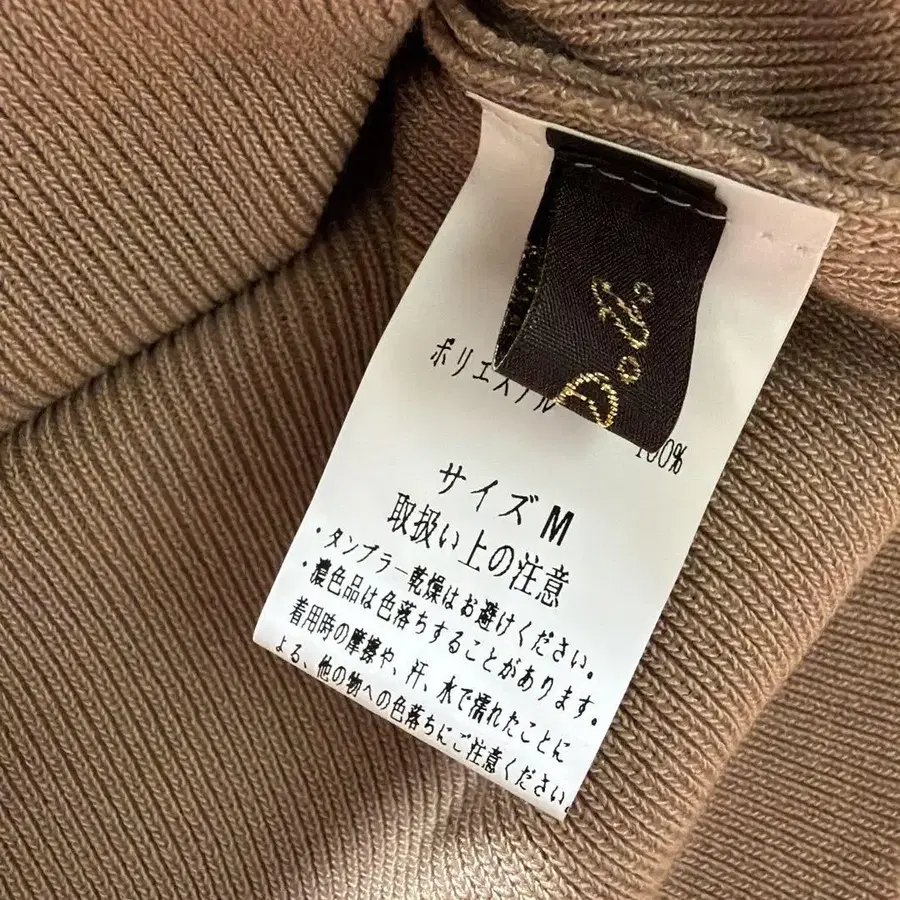 ポリエステル
100%
サイズ M
取扱い上の注意
・タンブラー乾燥はお避けください。
・濃色品は色落ちすることがあります。
着用時の摩擦や、汗、水で濡れたことに
よる、他の物への色落ちにご注意ください。